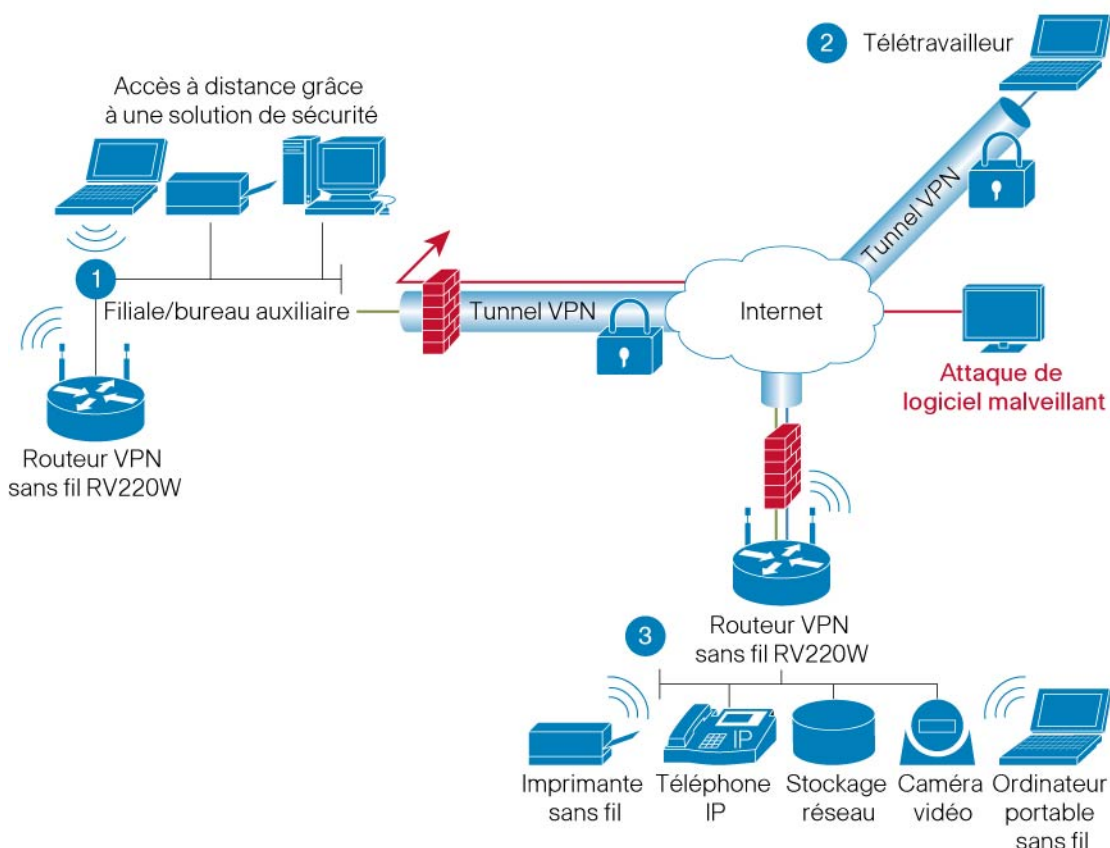 2
Télétravailleur
Accès à distance grâce
à une solution de sécurité
1
Filiale/bureau auxiliaire
Tunnel VPN
Tunnel VPN
Internet
Attaque de
logiciel malveillant
Routeur VPN
sans fil RV220W
3
Routeur VPN
sans fil RV220W
IP
Imprimante
sans fil
Téléphone
IP
Stockage
réseau
Caméra
vidéo
Ordinateur
portable
sans fil